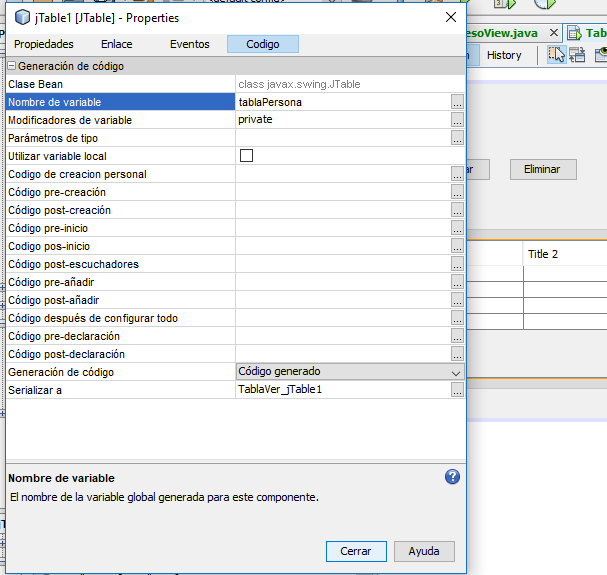 jTable1 [JTable] - Properties
Propiedades Enlace Eventos Codigo
Generación de código
Clase Bean class javax.swing.JTable
Nombre de variable tablaPersona ...
Modificadores de variable private ...
Parámetros de tipo ...
Utilizar variable local
Codigo de creacion personal ...
Código pre-creación ...
Código post-creación ...
Código pre-inicio ...
Codigo pos-inicio ...
Código post-escuchadores ...
Código pre-añadir ...
Código post-añadir ...
Código después de configurar todo ...
Código pre-declaración ...
Código post-declaración ...
Generación de código Código generado
Serializar a TablaVer_jTable1 ...
Nombre de variable
El nombre de la variable global generada para este componente.
Cerrar Ayuda
esoView.java Tab
History
ar Eliminar
Title 2